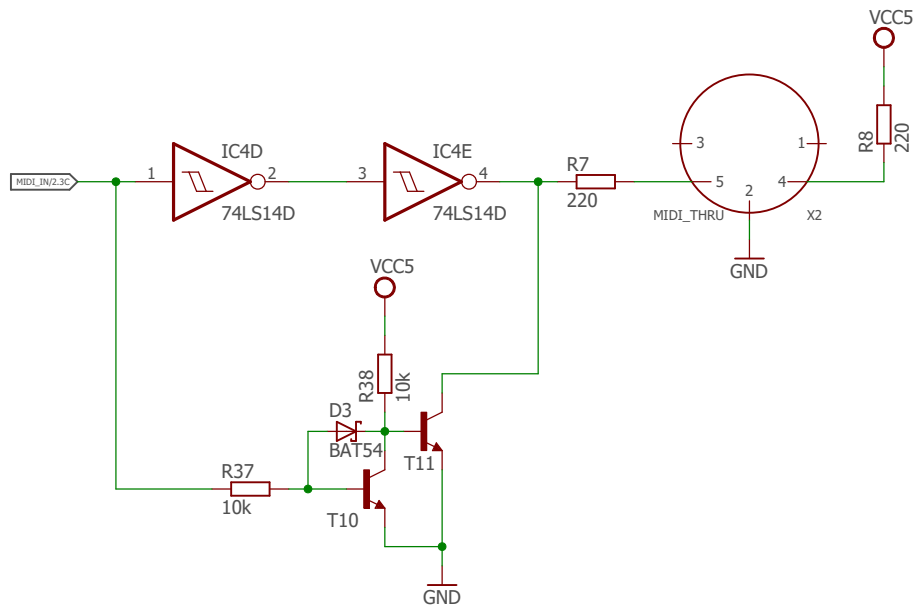 VCC5
R8
220
3
1
IC4D
IC4E
MIDI_IN/2.3C
1
2
3
4
R7
5
2
4
74LS14D
74LS14D
220
MIDI_THRU
X2
GND
VCC5
R38
10k
D3
BAT54
T11
R37
10k
T10
GND